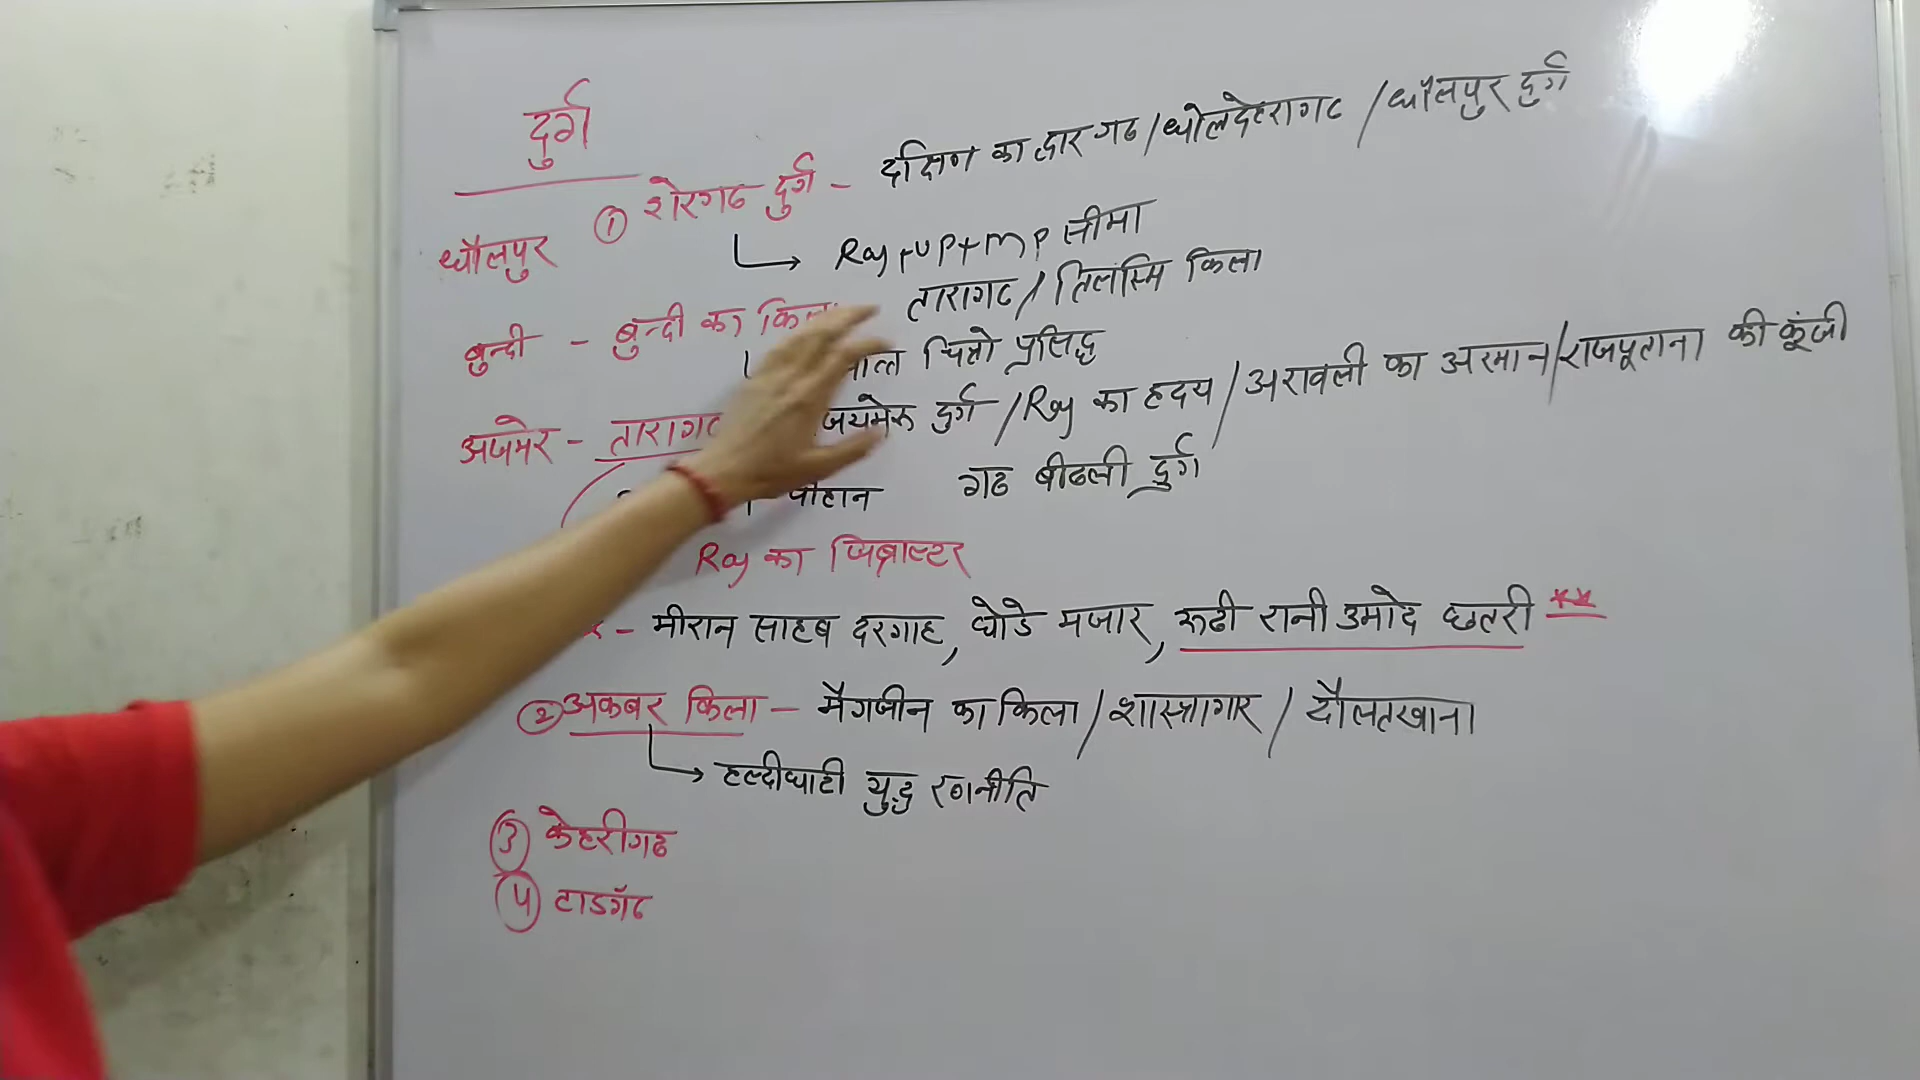 दुर्ग
धौलपुर ① शेरगढ दुर्ग - दक्षिण का द्वार गढ/धोलदेहरागढ/धौलपुर दुर्ग
Raj+UP+MP सीमा
बुन्दी - बुन्दी का तारागढ/तिलस्मि किला
चित्रो प्रसिद्ध
अजमेर - तारागढ जयमेरू दुर्ग/Raj का ह्रदय/अरावली का अरमान/राजपूताना की कूंजी
चौहान गढ बीठली दुर्ग
Raj का जिब्राल्टर
- मीरान साहब दरगाह, घोडे मजार, रूठी रानी उमादे छतरी **
② अकबर किला - मैगजीन का किला/शास्त्रागार/दौलतखाना
हल्दीघाटी युद्ध रणनीति
③ केहरीगढ
④ टाडगॅढ